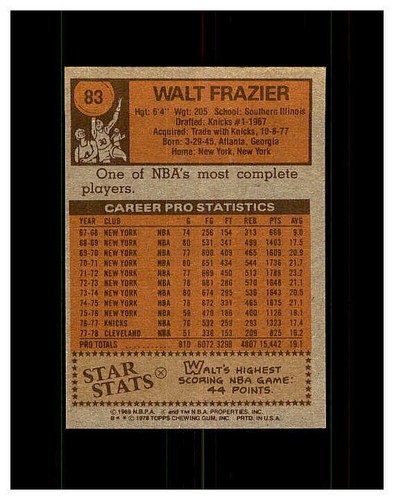 83
WALT FRAZIER
Hgt: 6'4" Wgt: 205 School: Southern Illinois
Drafted: Knicks #1-1967
Acquired: Trade with Knicks, 10-8-77
Born: 3-29-45, Atlanta, Georgia
Home: New York, New York
One of NBA's most complete
players.
CAREER PRO STATISTICS
YEAR CLUB G FG FT REB PTS AVG
67-68 NEW YORK NBA 74 256 154 313 666 9.0
68-69 NEW YORK NBA 80 531 341 499 1403 17.5
69-70 NEW YORK NBA 77 600 409 465 1609 20.9
70-71 NEW YORK NBA 80 651 434 544 1736 21.7
71-72 NEW YORK NBA 77 669 450 513 1788 23.2
72-73 NEW YORK NBA 78 681 286 570 1648 21.1
73-74 NEW YORK NBA 80 674 295 536 1643 20.5
74-75 NEW YORK NBA 78 672 331 465
75-76 NEW YORK NBA 59 470 186 400 1126 19.1
76-77 KNICKS NBA 76 532 259 293 1323 17.4
77-78 CLEVELAND NBA 51 336 153 209 825 16.2
PRO TOTALS 810 6072 4807 15,442 19.1
STAR
STATS
WALT'S HIGHEST
SCORING NBA GAME:
44 POINTS.
© 1969 N.B.P.A. © and TM N.B.A. PROPERTIES, INC.
© 1978 TOPPS CHEWING GUM, INC. PRTD. IN U.S.A.